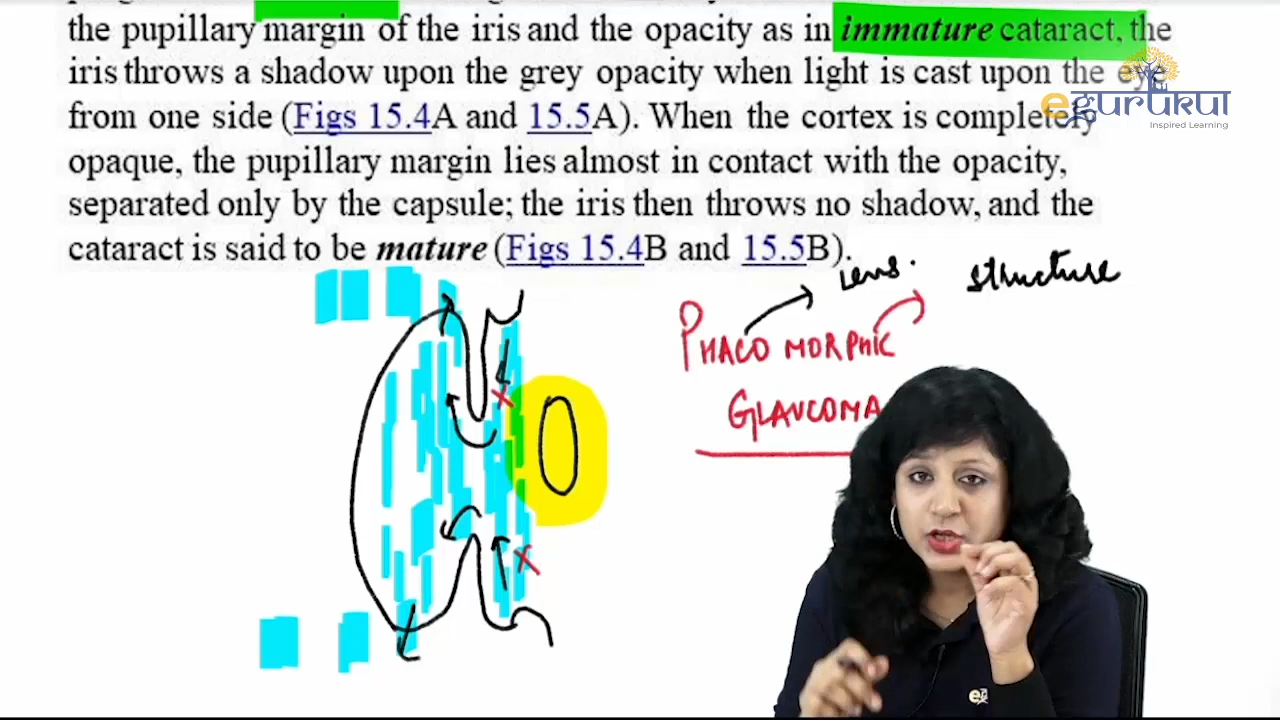 the pupillary margin of the iris and the opacity as in immature cataract, the
iris throws a shadow upon the grey opacity when light is cast upon the eye
from one side (Figs 15.4A and 15.5A). When the cortex is completely
opaque, the pupillary margin lies almost in contact with the opacity,
separated only by the capsule; the iris then throws no shadow, and the
cataract is said to be mature (Figs 15.4B and 15.5B).
eGURUKUL
Inspired Learning
Lens. structure
PHACO MORPHIC
GLAUCOMA